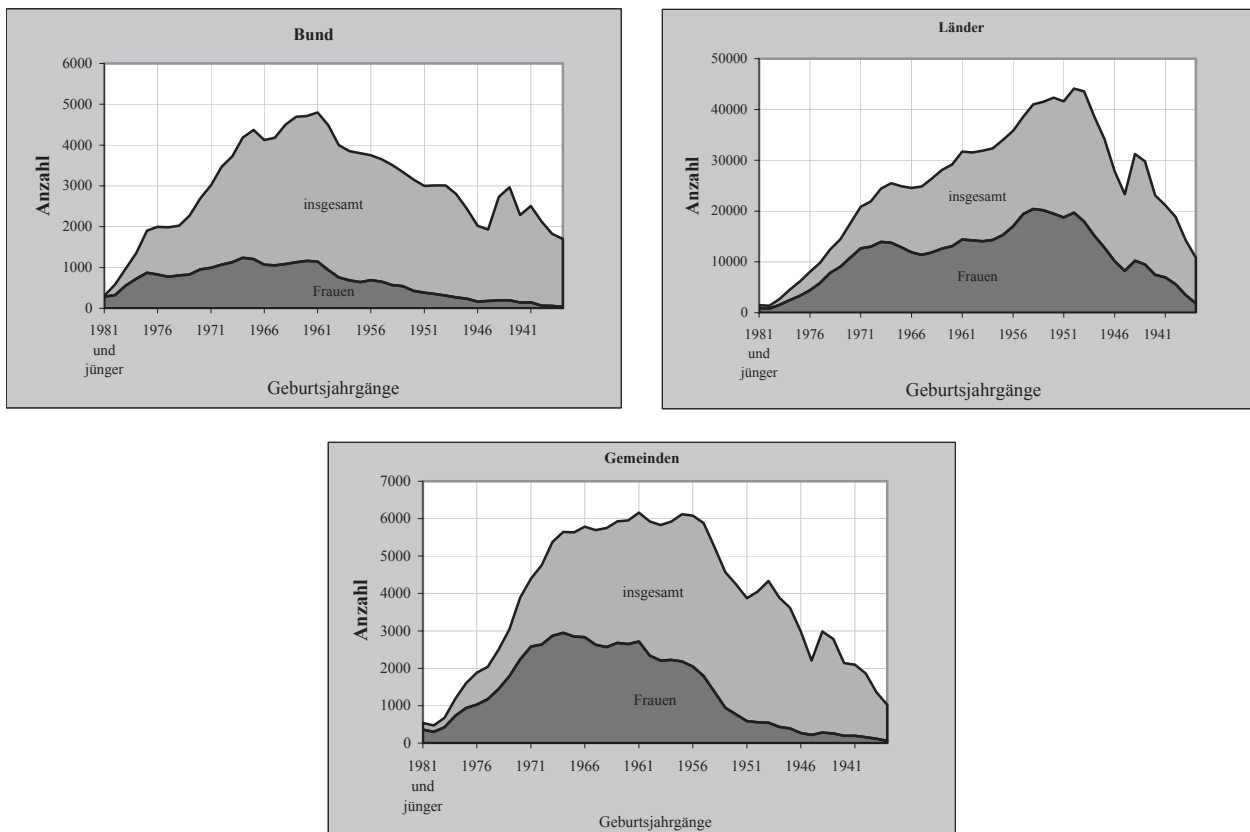 Bund
6000
5000
4000
3000
2000
1000
0
Anzahl
insgesamt
Frauen
1981 1976 1971 1966 1961 1956 1951 1946 1941
und
jünger
Geburtsjahrgänge
Länder
50000
40000
30000
20000
10000
0
Anzahl
insgesamt
Frauen
1981 1976 1971 1966 1961 1956 1951 1946 1941
und
jünger
Geburtsjahrgänge
Gemeinden
7000
6000
5000
4000
3000
2000
1000
0
Anzahl
insgesamt
Frauen
1981 1976 1971 1966 1961 1956 1951 1946 1941
und
jünger
Geburtsjahrgänge